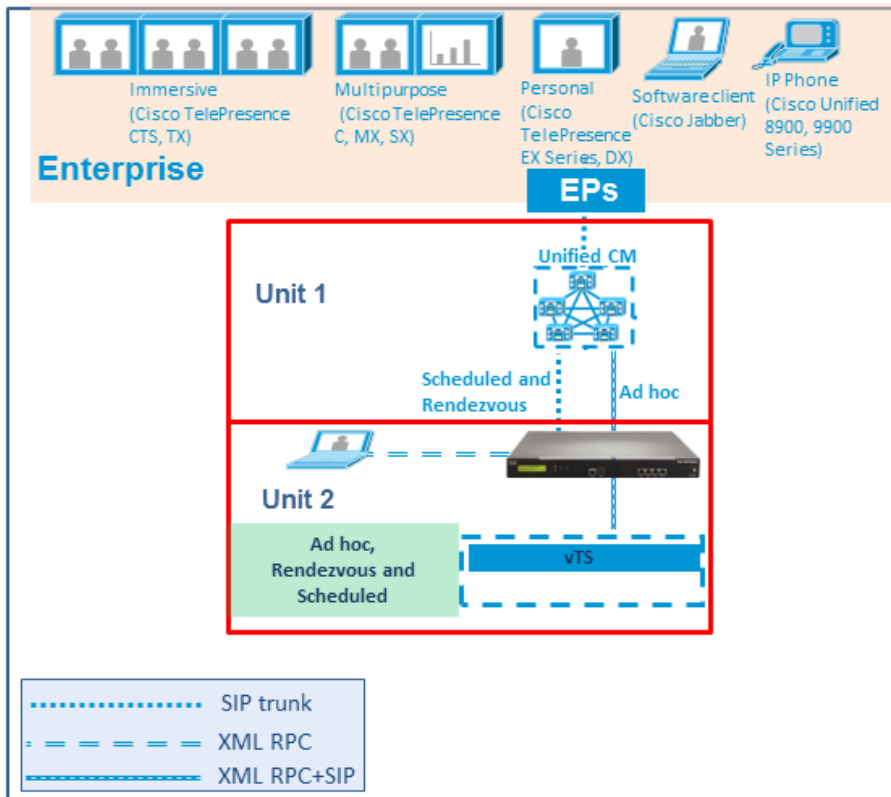 Immersive
(Cisco TelePresence
CTS, TX)
Multipurpose
(Cisco TelePresence
C, MX, SX)
Personal
(Cisco
TelePresence
EX Series, DX)
Software client
(Cisco Jabber)
IP Phone
(Cisco Unified
8900, 9900
Series)
Enterprise
EPs
Unified CM
Unit 1
Scheduled and
Rendezvous
Ad hoc
Unit 2
Ad hoc,
Rendezvous and
Scheduled
vTS
SIP trunk
XML RPC
XML RPC+SIP